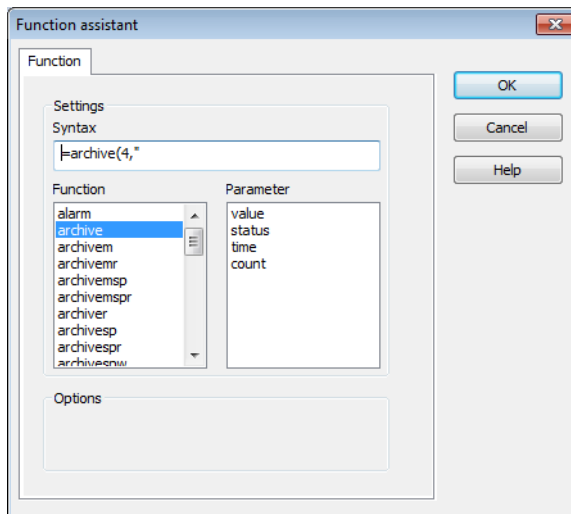 Function assistant
Function
OK
Cancel
Help
Settings
Syntax
=archive(4,"
Function
Parameter
alarm
archive
archivem
archivemr
archivemsp
archivemspr
archiver
archivesp
archivespr
archivespw
value
status
time
count
Options